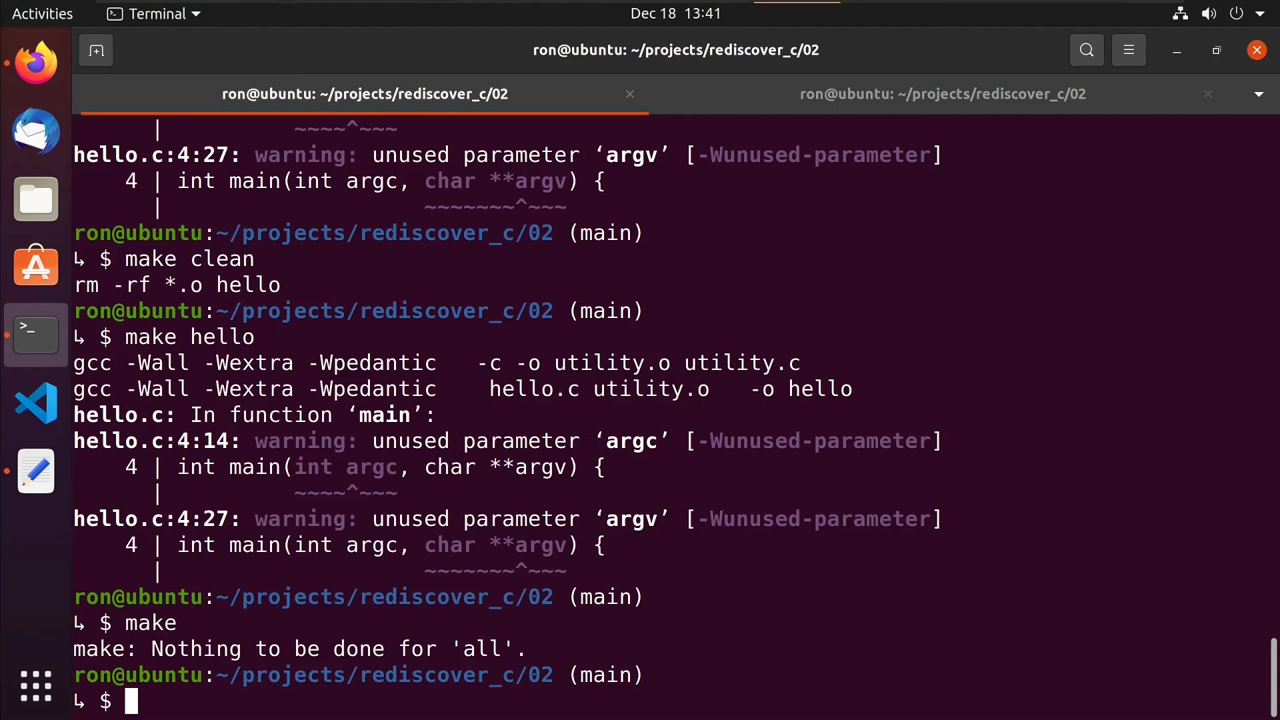 Activities
Terminal
Dec 18 13:41
ron@ubuntu: ~/projects/rediscover_c/02
ron@ubuntu: ~/projects/rediscover_c/02
ron@ubuntu: ~/projects/rediscover_c/02
| ~~~~^~~~
hello.c:4:27: warning: unused parameter ‘argv’ [-Wunused-parameter]
4 | int main(int argc, char **argv) {
| ~~~~~~~^~~~
ron@ubuntu:~/projects/rediscover_c/02 (main)
↳ $ make clean
rm -rf *.o hello
ron@ubuntu:~/projects/rediscover_c/02 (main)
↳ $ make hello
gcc -Wall -Wextra -Wpedantic   -c -o utility.o utility.c
gcc -Wall -Wextra -Wpedantic    hello.c utility.o   -o hello
hello.c: In function ‘main’:
hello.c:4:14: warning: unused parameter ‘argc’ [-Wunused-parameter]
4 | int main(int argc, char **argv) {
| ~~~~^~~~
hello.c:4:27: warning: unused parameter ‘argv’ [-Wunused-parameter]
4 | int main(int argc, char **argv) {
| ~~~~~~~^~~~
ron@ubuntu:~/projects/rediscover_c/02 (main)
↳ $ make
make: Nothing to be done for 'all'.
ron@ubuntu:~/projects/rediscover_c/02 (main)
↳ $